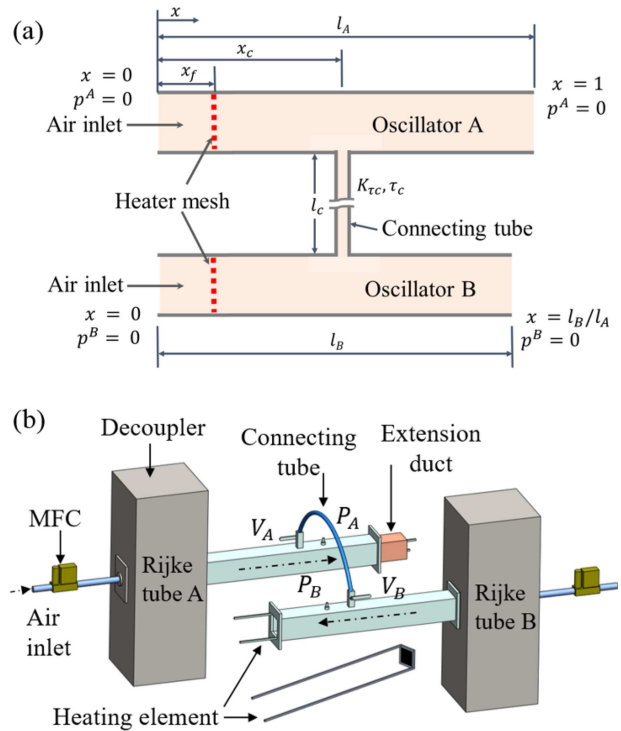 (a)
x
l_A
x_c
x = 0
p^A = 0
x_f
x = 1
p^A = 0
Air inlet
Oscillator A
Heater mesh
l_c
K_τc, τ_c
Connecting tube
Air inlet
Oscillator B
x = 0
p^B = 0
x = l_B/l_A
p^B = 0
l_B
(b)
Decoupler
Connecting tube
Extension duct
MFC
V_A
P_A
Rijke tube A
P_B
V_B
Rijke tube B
Air inlet
Heating element